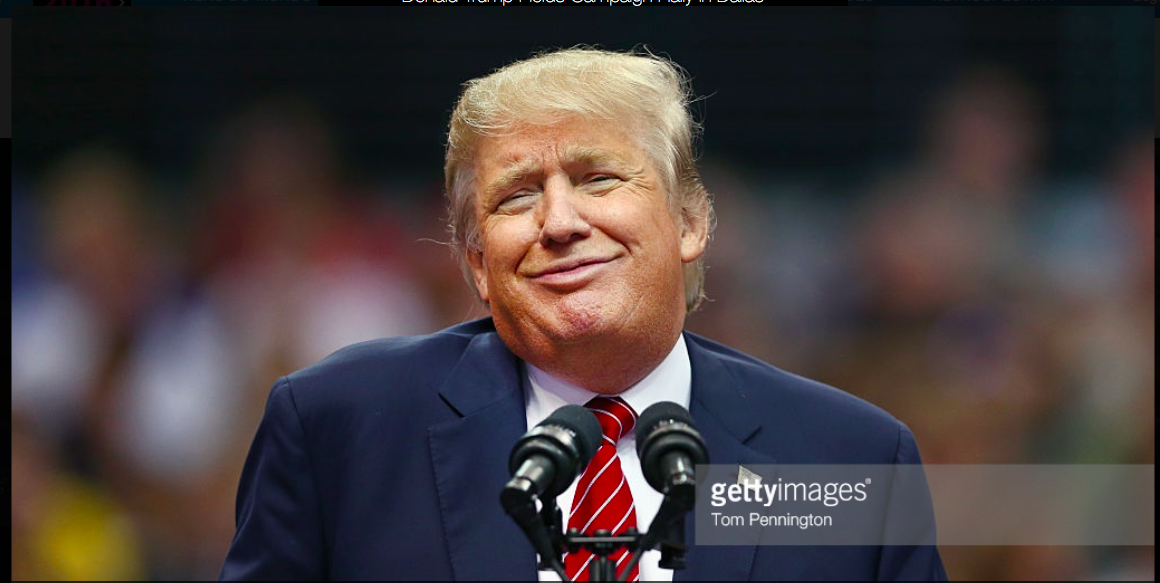 Donald Trump Holds Campaign Rally in Dallas
gettyimages®
Tom Pennington